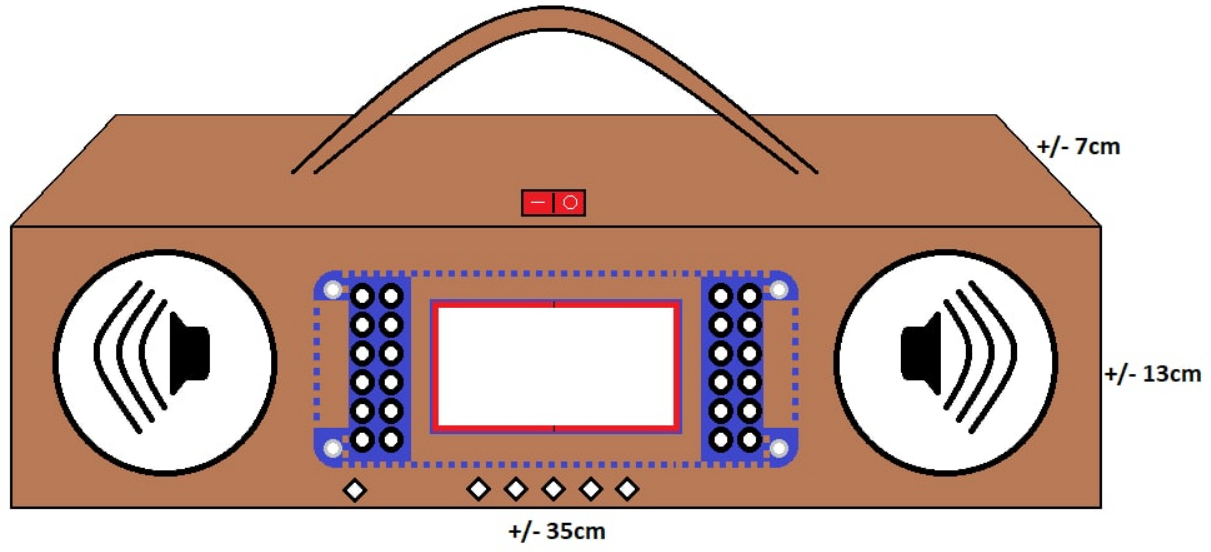 +/- 7cm
+/- 13cm
+/- 35cm